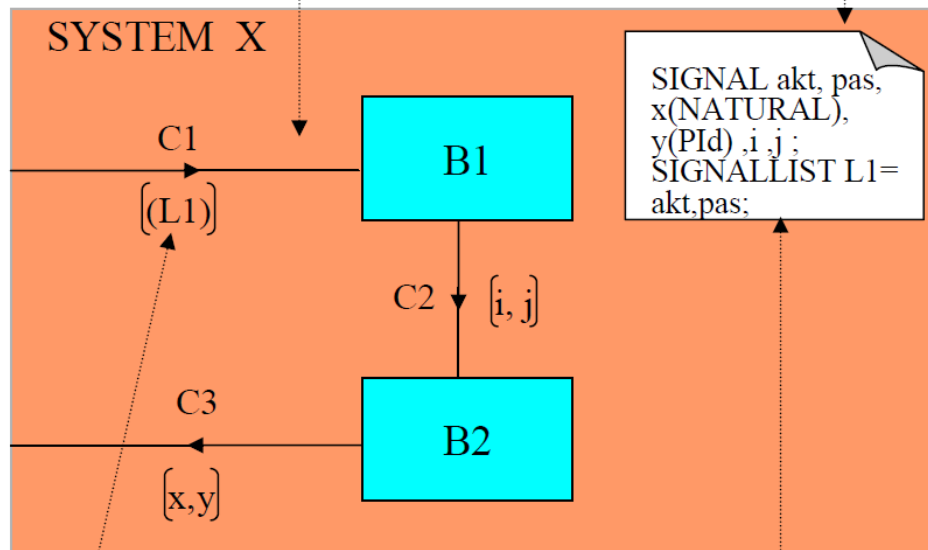 SYSTEM X
SIGNAL akt, pas,
x(NATURAL),
y(PId) ,i ,j ;
SIGNALLIST L1=
akt,pas;
C1
B1
[(L1)]
C2
[i, j]
C3
B2
[x,y]